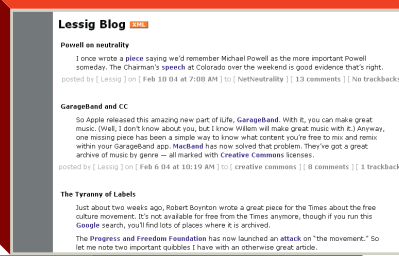 Lessig Blog XML
Powell on neutrality
I once wrote a piece saying we'd remember Michael Powell as the more important Powell
someday. The Chairman's speech at Colorado over the weekend is good evidence that's right.
posted by [ Lessig ] on [ Feb 10 04 at 7:08 AM ] to [ NetNeutrality ] [ 13 comments ] [ No trackbacks
GarageBand and CC
So Apple released this amazing new part of iLife, GarageBand. With it, you can make great
music. (Well, I don't know about you, but I know Willem will make great music with it.) Anyway,
one missing piece has been a simple way to know what content you're free to mix and remix
within your GarageBand app. MacBand has now solved that problem. They've got a great
archive of music by genre — all marked with Creative Commons licenses.
posted by [ Lessig ] on [ Feb 6 04 at 10:19 AM ] to [ creative commons ] [ 8 comments ] [ 1 trackback
The Tyranny of Labels
Just about two weeks ago, Robert Boynton wrote a great piece for the Times about the free
culture movement. It's not available for free from the Times anymore, though if you run this
Google search, you'll find lots of places where it is archived.
The Progress and Freedom Foundation has now launched an attack on "the movement." So
let me note two important quibbles I have with an otherwise great article.